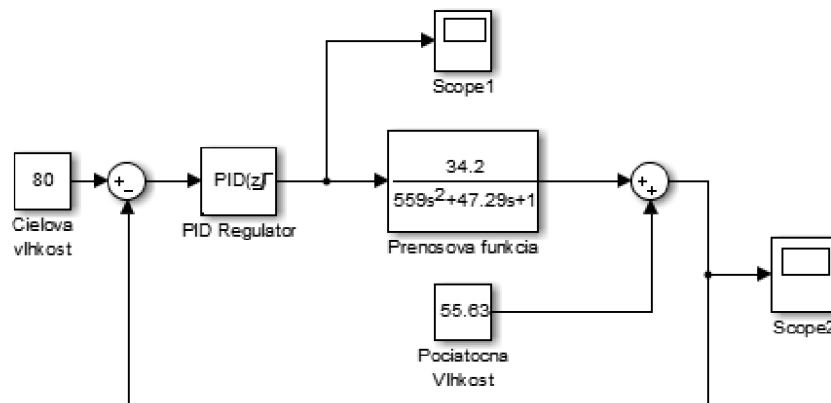 Scope1
80
+
−
PID(z)
34.2
559s²+47.29s+1
+
+
Cielova
vlhkost
PID Regulator
Prenosova funkcia
55.63
Pociatocna
Vlhkost
Scope2